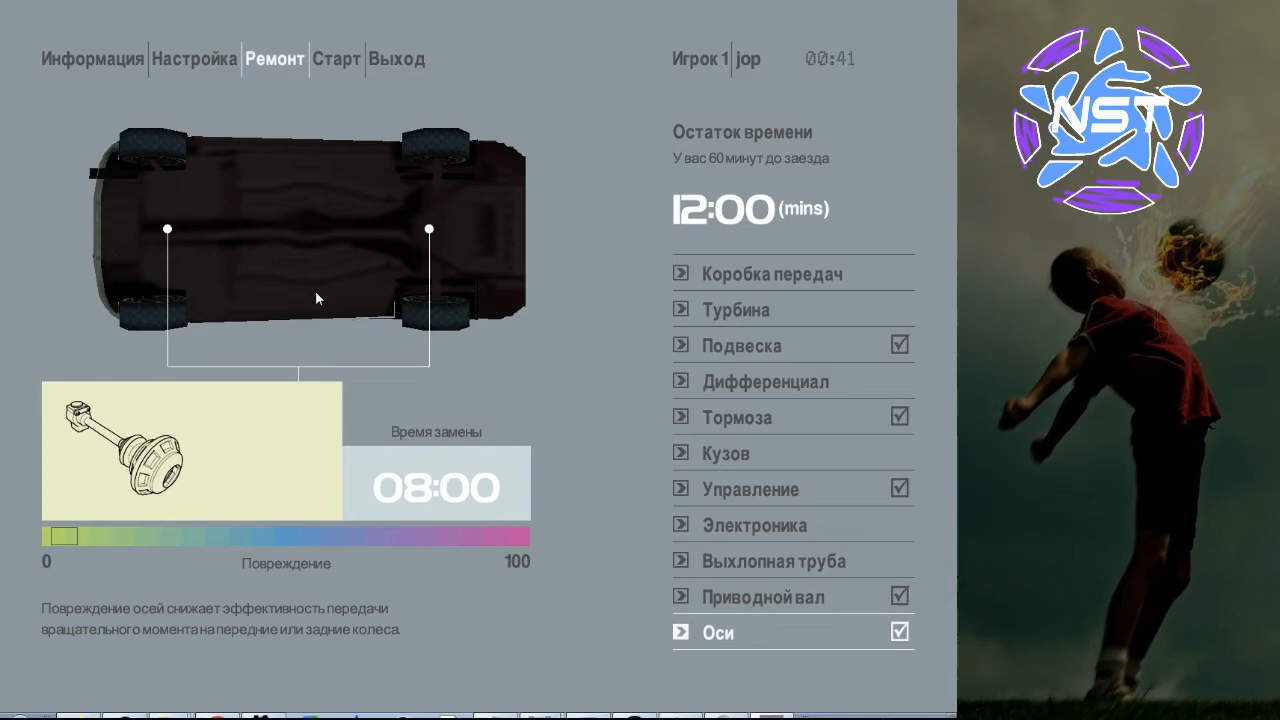 Информация Настройка Ремонт Старт Выход
Игрок 1 jop 00:41
Остаток времени
У вас 60 минут до заезда
12:00 (mins)
Коробка передач
Турбина
Подвеска
Дифференциал
Тормоза
Кузов
Управление
Электроника
Выхлопная труба
Приводной вал
Оси
Время замены
08:00
0 Повреждение 100
Повреждение осей снижает эффективность передачи
вращательного момента на передние или задние колеса.
NST